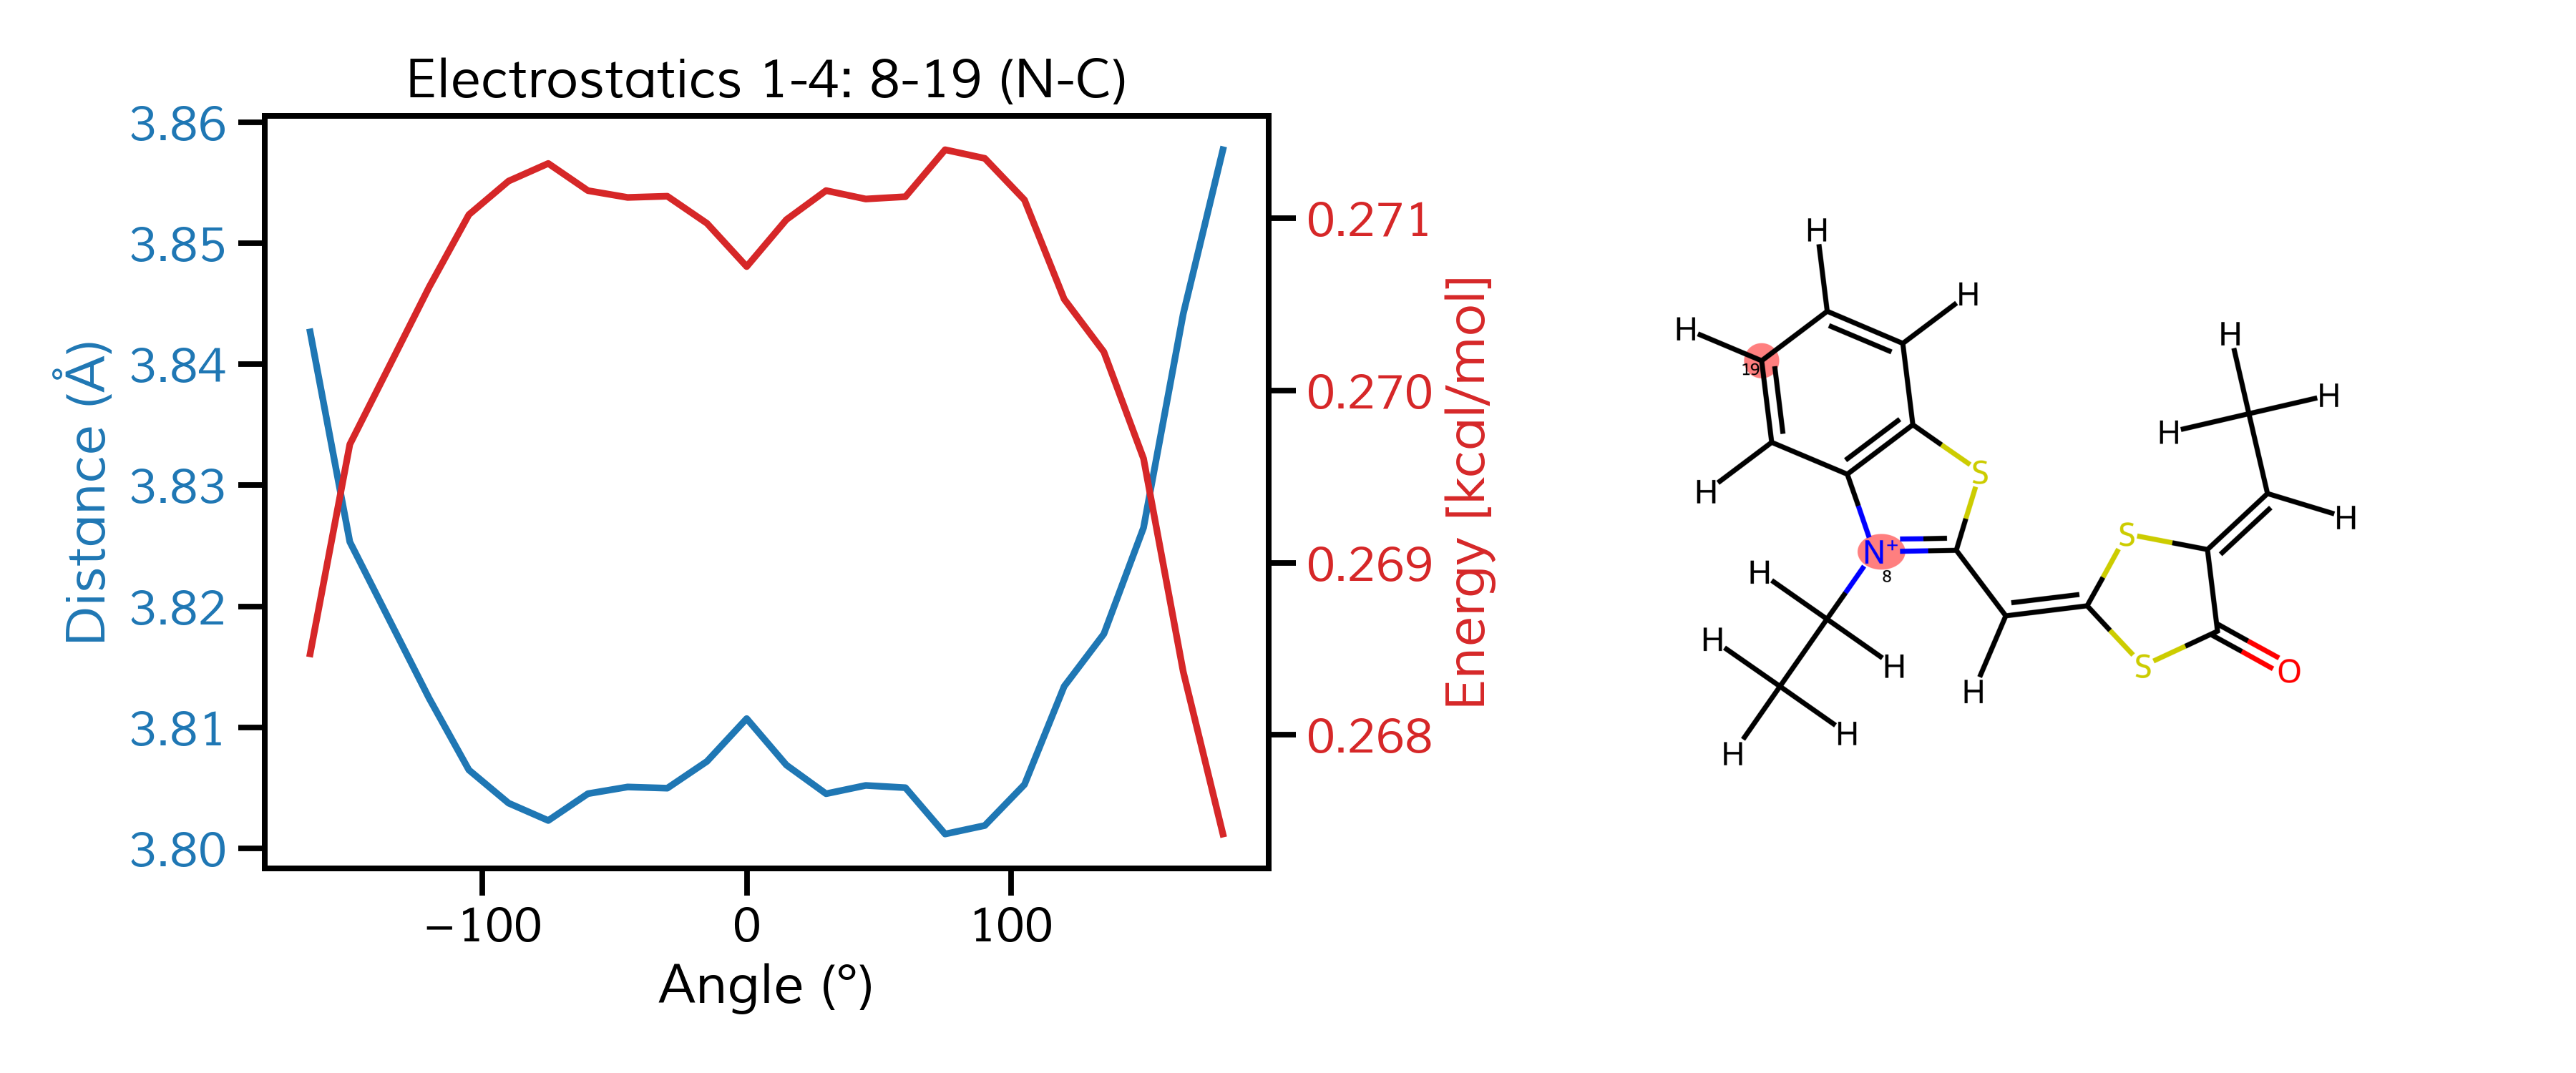 Electrostatics 1-4: 8-19 (N-C)
3.86
3.85
3.84
3.83
3.82
3.81
3.80
Distance (Å)
−100
0
100
Angle (°)
0.271
0.270
0.269
0.268
Energy [kcal/mol]
H
H
H
19
H
S
N+
8
H
H
H
H
H
H
S
S
O
H
H
H
H